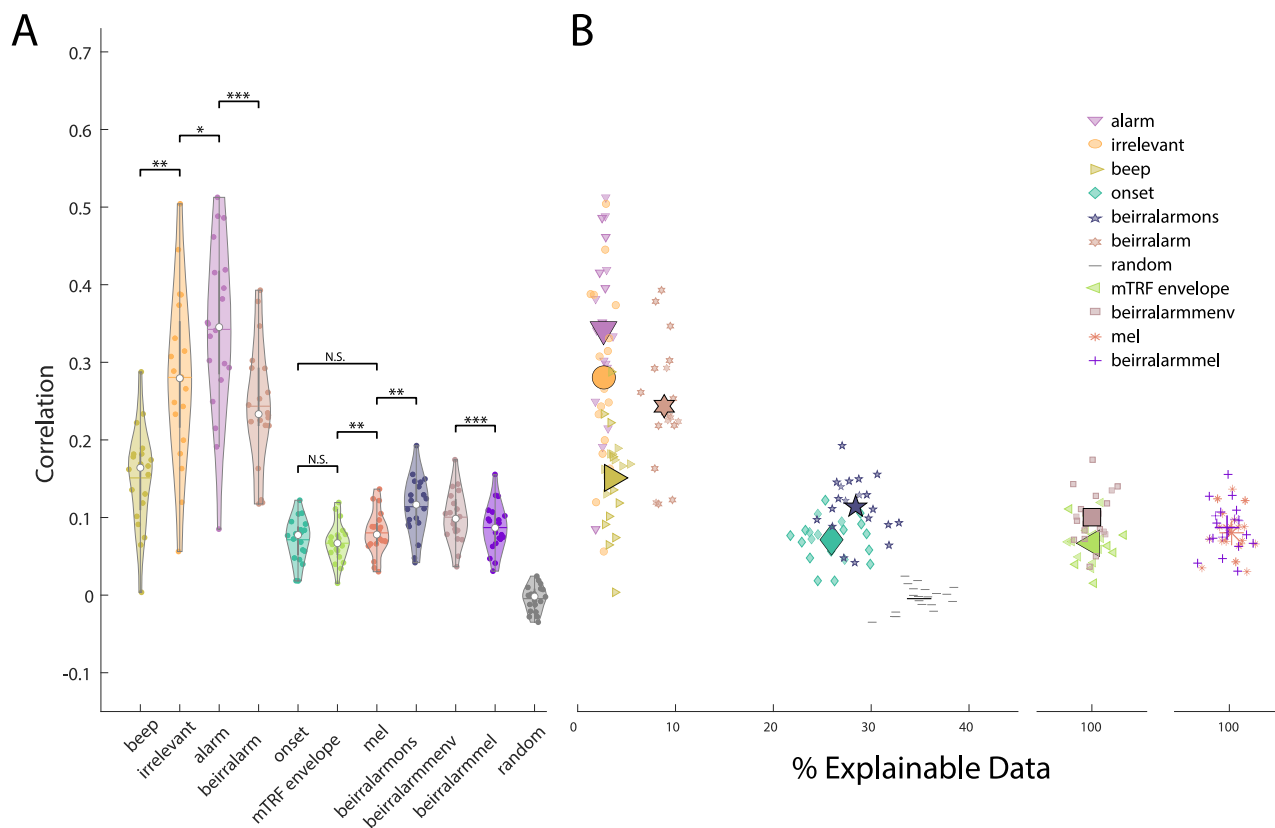 A
B
0.7
0.6
0.5
0.4
0.3
0.2
0.1
0
-0.1
Correlation
**
*
***
N.S.
N.S.
**
**
***
beep
irrelevant
alarm
beirralarm
onset
mTRF envelope
mel
beirralarmons
beirralarmmenv
beirralarmmel
random
alarm
irrelevant
beep
onset
beirralarmons
beirralarm
random
mTRF envelope
beirralarmmenv
mel
beirralarmmel
0 10 20 30 40 100 100
% Explainable Data